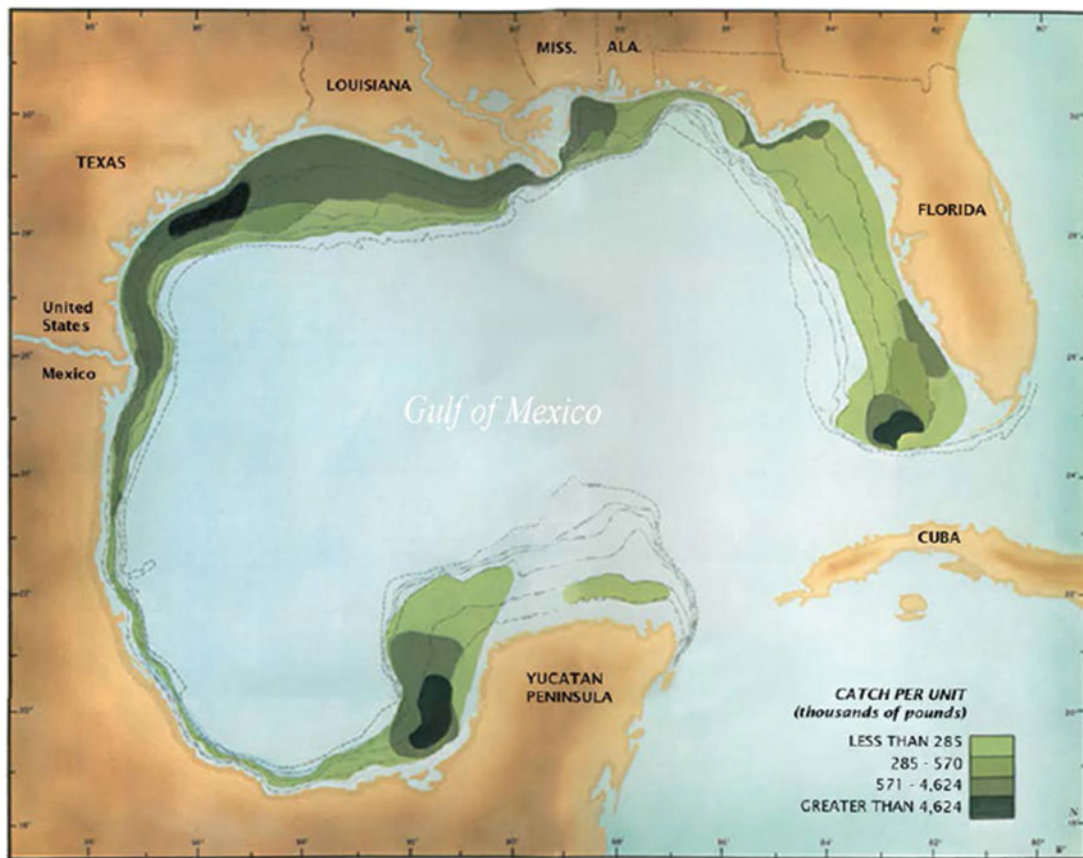 MISS.
ALA.
LOUISIANA
TEXAS
FLORIDA
United
States
Mexico
Gulf of Mexico
CUBA
YUCATAN
PENINSULA
CATCH PER UNIT
(thousands of pounds)
LESS THAN 285
285 - 570
571 - 4,624
GREATER THAN 4,624
N